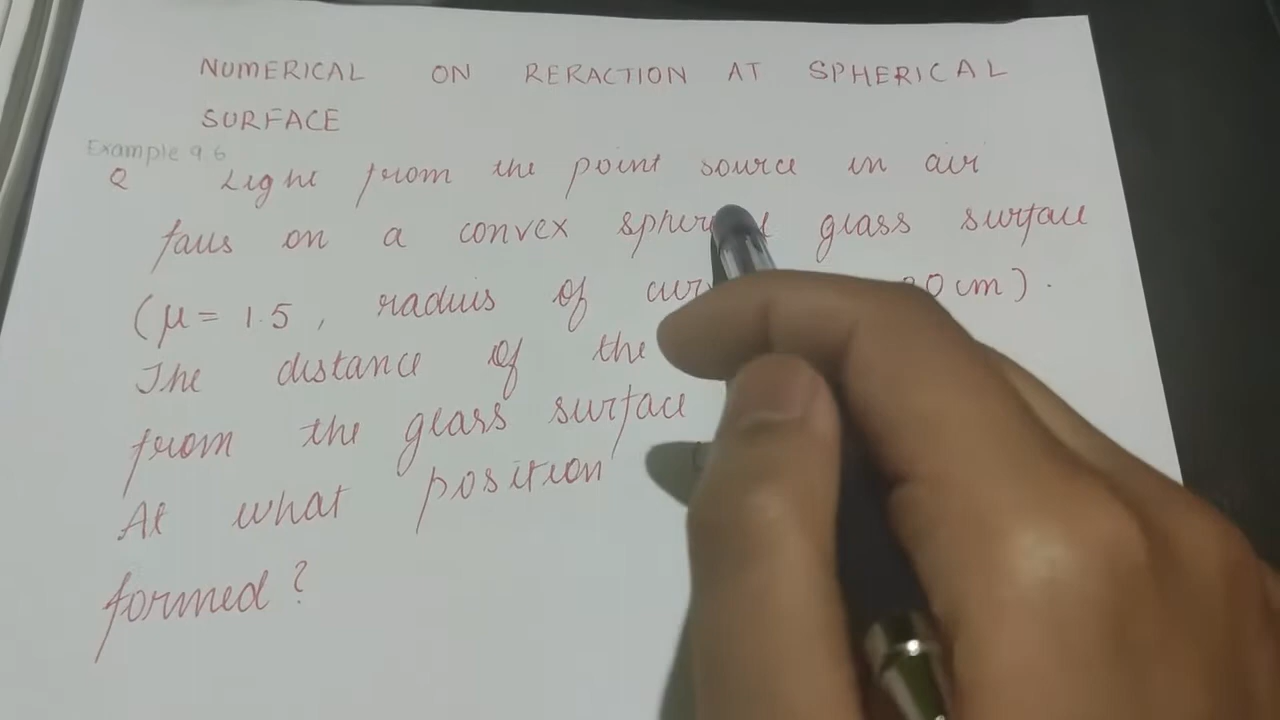 NUMERICAL ON RERACTION AT SPHERICAL
SURFACE
Example 9.6
Q Light from the point source in air
falls on a convex glass surface
(μ = 1.5, radius of cm).
The distance of the
from the glass surface
At what position
formed?